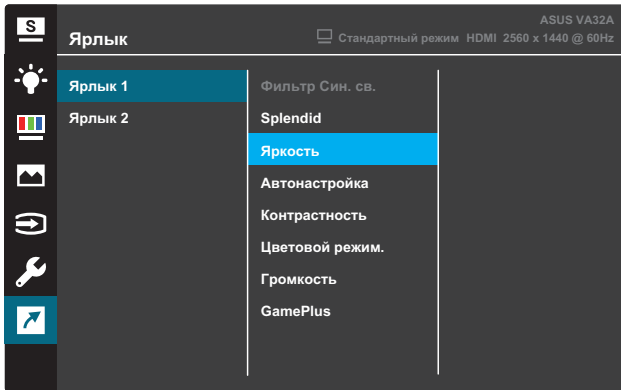 S
ASUS VA32A
Ярлык
Стандартный режим HDMI 2560 x 1440 @ 60Hz
Ярлык 1
Фильтр Син. св.
Ярлык 2
Splendid
Яркость
Автонастройка
Контрастность
Цветовой режим.
Громкость
GamePlus